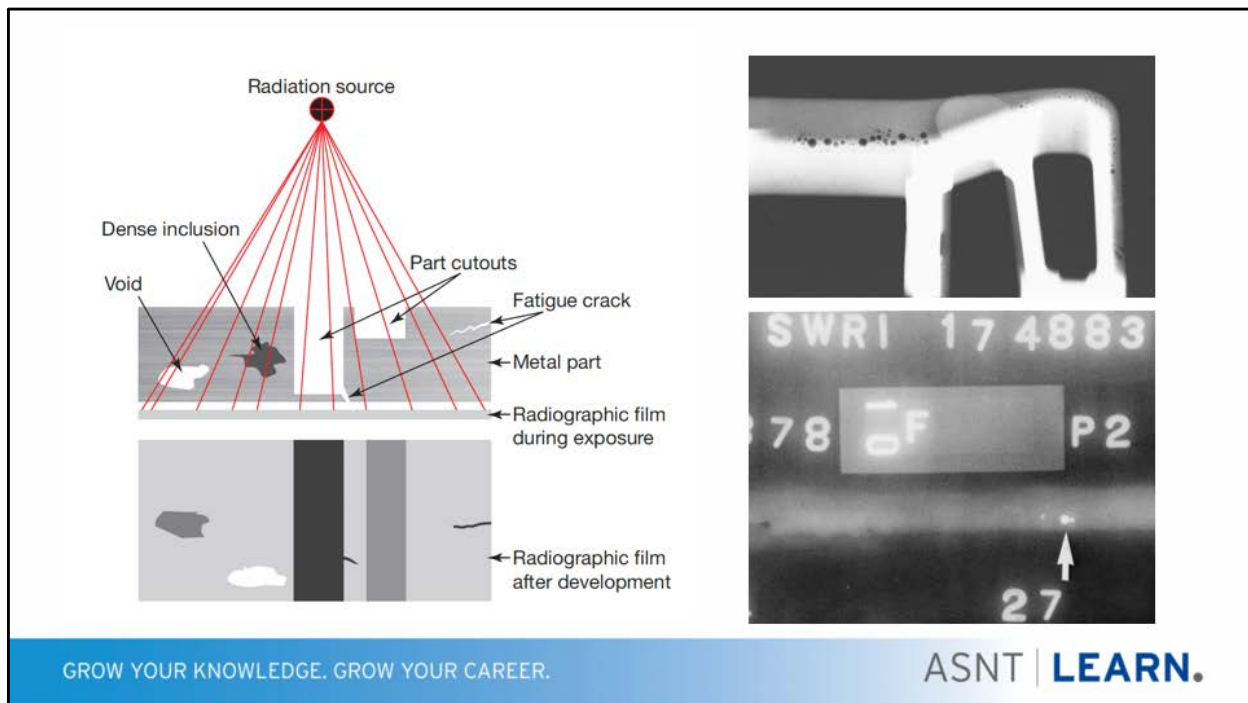 Radiation source
Dense inclusion
Void
Part cutouts
Fatigue crack
Metal part
Radiographic film
during exposure
Radiographic film
after development
SWRI 174883
78
10
F
P2
27
GROW YOUR KNOWLEDGE. GROW YOUR CAREER.
ASNT | LEARN.